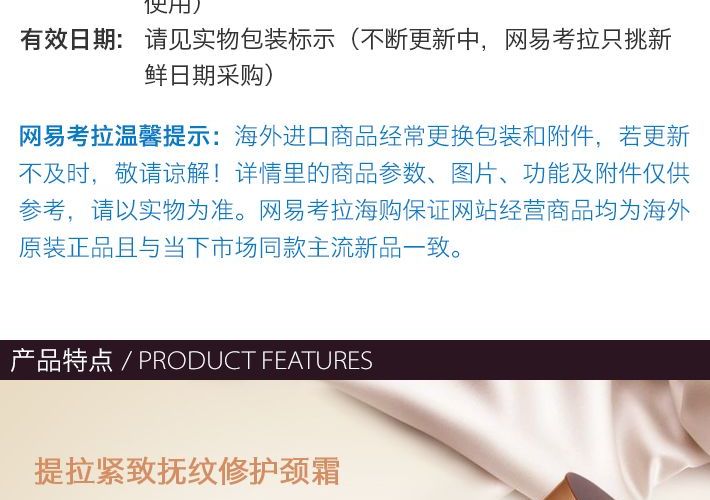 使用）
有效日期： 请见实物包装标示（不断更新中，网易考拉只挑新
鲜日期采购）
网易考拉温馨提示：海外进口商品经常更换包装和附件，若更新
不及时，敬请谅解！详情里的商品参数、图片、功能及附件仅供
参考，请以实物为准。网易考拉海购保证网站经营商品均为海外
原装正品且与当下市场同款主流新品一致。
产品特点 / PRODUCT FEATURES
提拉紧致抚纹修护颈霜